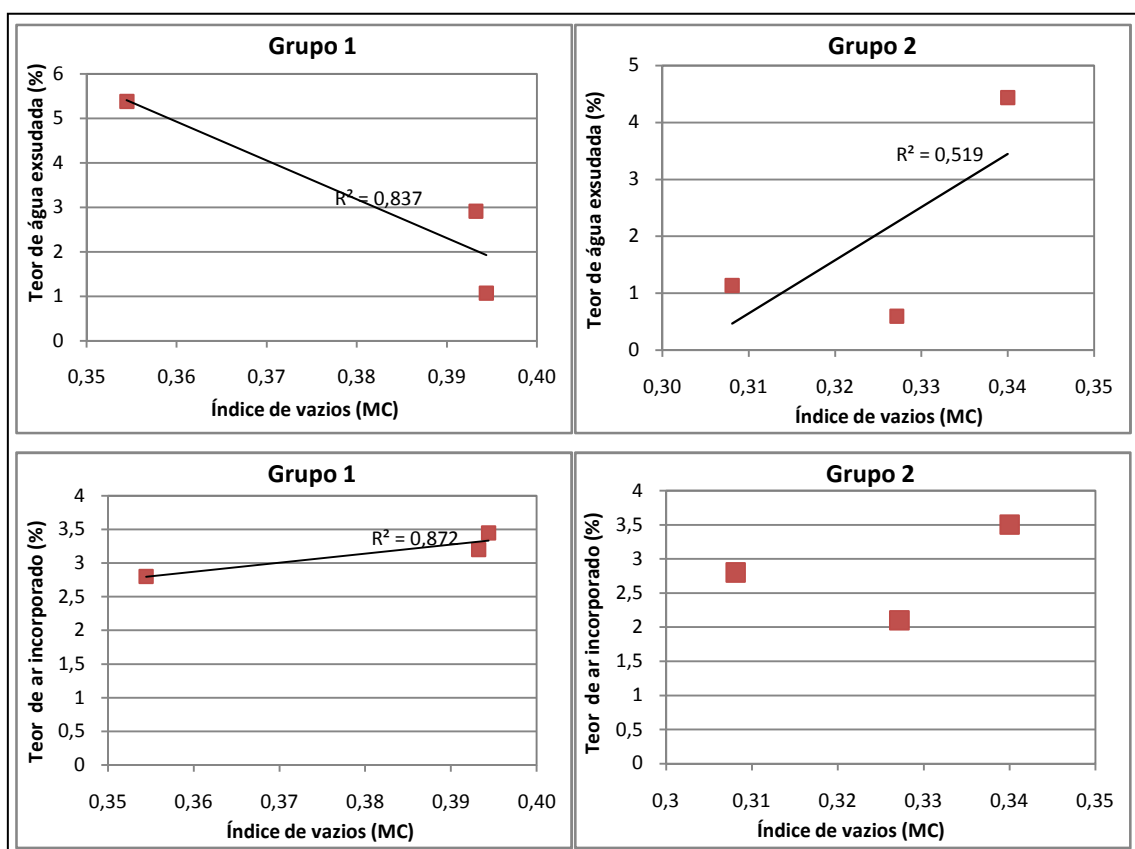 Grupo 1
Teor de água exsudada (%)
6
5
4
3
2
1
0
R² = 0,837
0,35 0,36 0,37 0,38 0,39 0,40
Índice de vazios (MC)
Grupo 2
Teor de água exsudada (%)
5
4
3
2
1
0
R² = 0,519
0,30 0,31 0,32 0,33 0,34 0,35
Índice de vazios (MC)
Grupo 1
Teor de ar incorporado (%)
4
3,5
3
2,5
2
1,5
1
0,5
0
R² = 0,872
0,35 0,36 0,37 0,38 0,39 0,40
Índice de vazios (MC)
Grupo 2
Teor de ar incorporado (%)
4
3,5
3
2,5
2
1,5
1
0,5
0
0,3 0,31 0,32 0,33 0,34 0,35
Índice de vazios (MC)